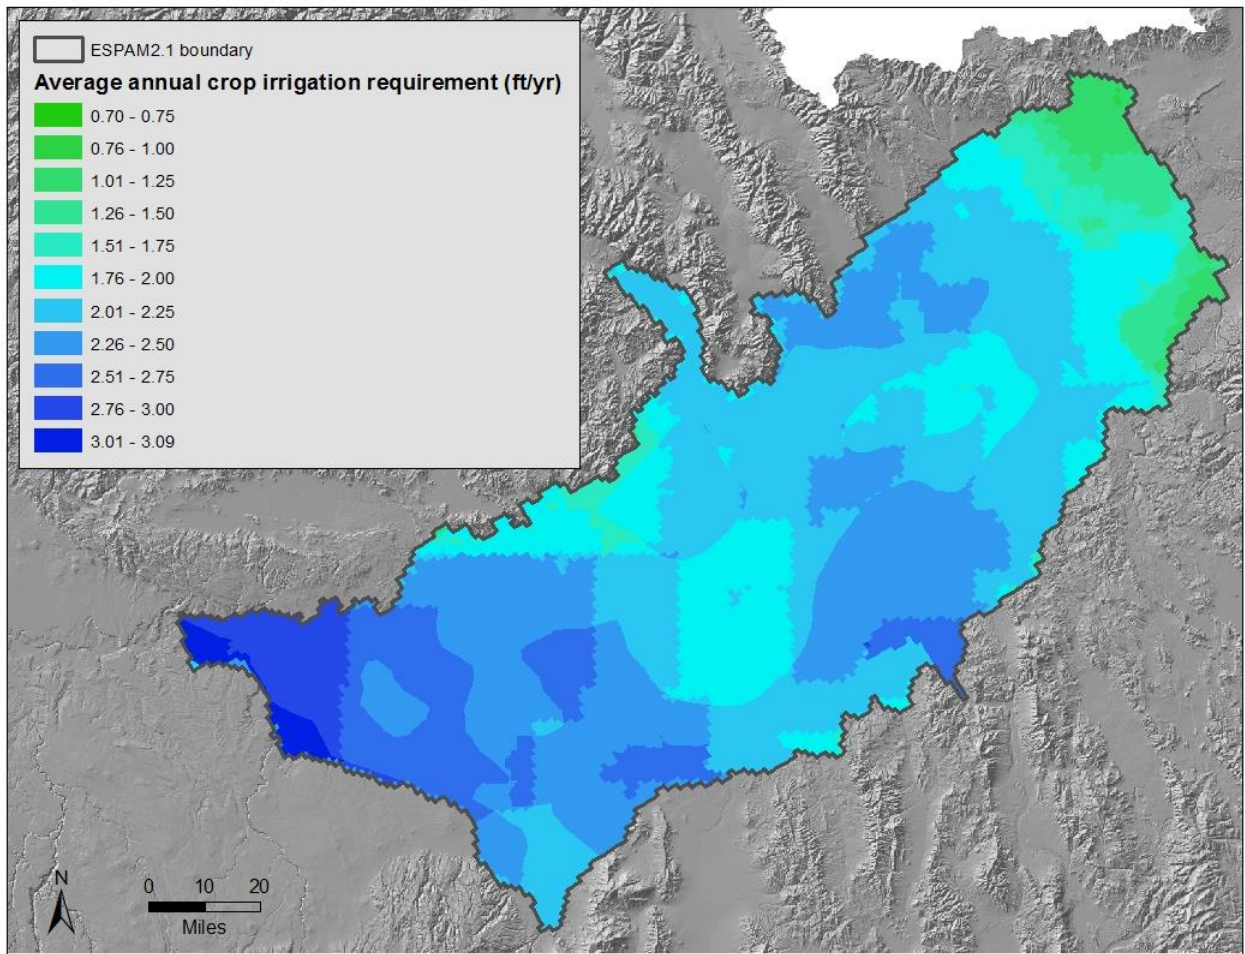 ESPAM2.1 boundary
Average annual crop irrigation requirement (ft/yr)
0.70 - 0.75
0.76 - 1.00
1.01 - 1.25
1.26 - 1.50
1.51 - 1.75
1.76 - 2.00
2.01 - 2.25
2.26 - 2.50
2.51 - 2.75
2.76 - 3.00
3.01 - 3.09
N
0 10 20
Miles